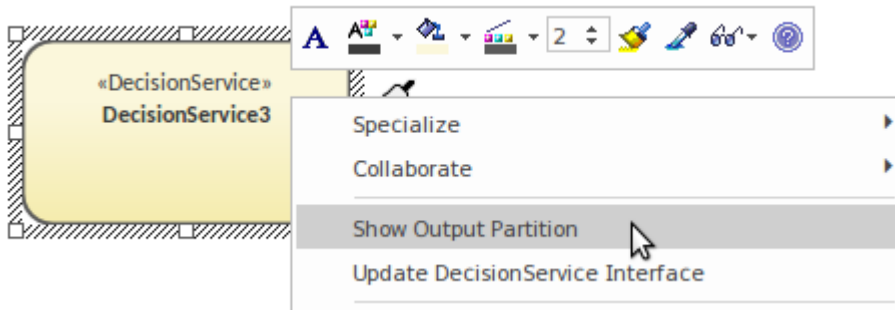 A A 2
«DecisionService»
DecisionService3
Specialize
Collaborate
Show Output Partition
Update DecisionService Interface